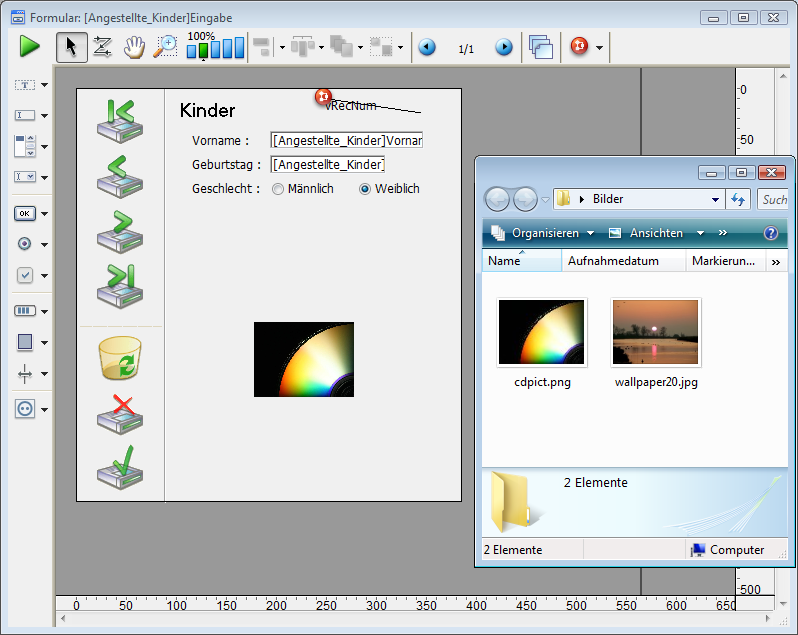 Formular: [Angestellte_Kinder]Eingabe
100%
1/1
T
I
I
OK
Kinder
vRecNum
Vorname :
[Angestellte_Kinder]Vornar
Geburtstag :
[Angestellte_Kinder]
Geschlecht :
Männlich
Weiblich
0
50
500
0 50 100 150 200 250 300 350 400 450 500 550 600 650
Bilder
Such
Organisieren
Ansichten
»
?
Name
Aufnahmedatum
Markierun...
»
cdpict.png
wallpaper20.jpg
2 Elemente
2 Elemente
Computer